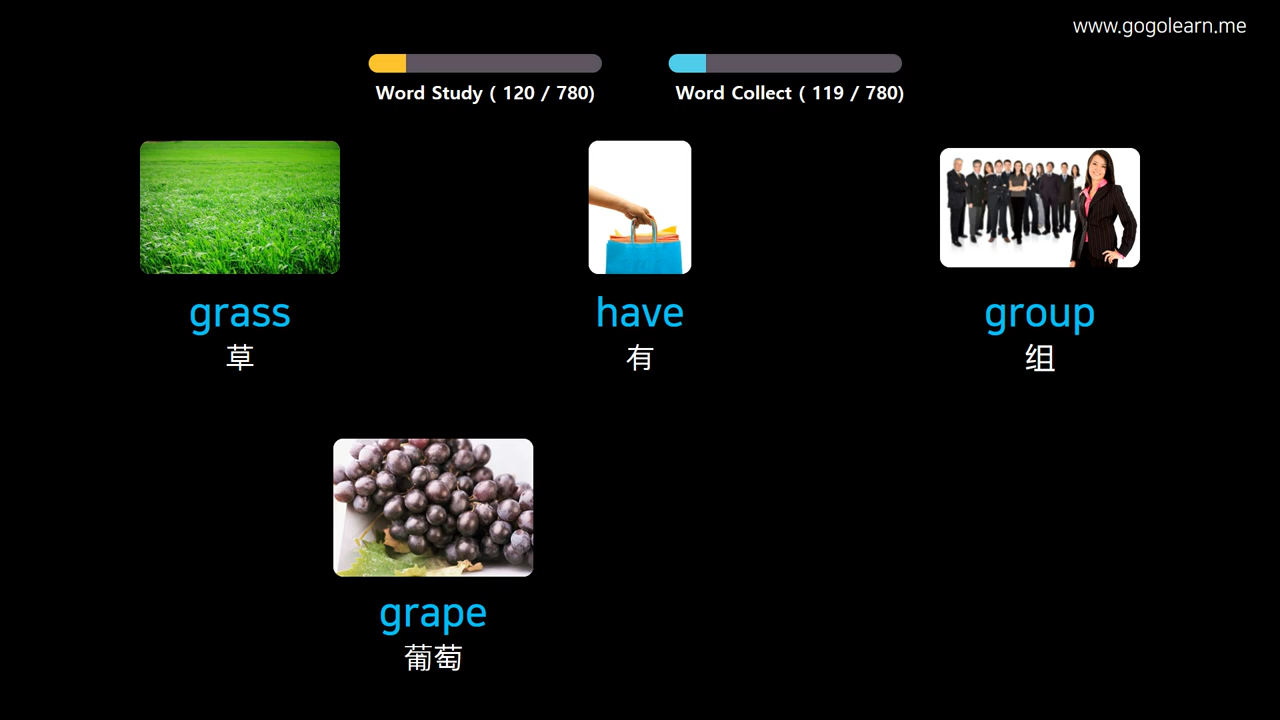 www.gogolearn.me
Word Study ( 120 / 780)
Word Collect ( 119 / 780)
grass
草
have
有
group
组
grape
葡萄